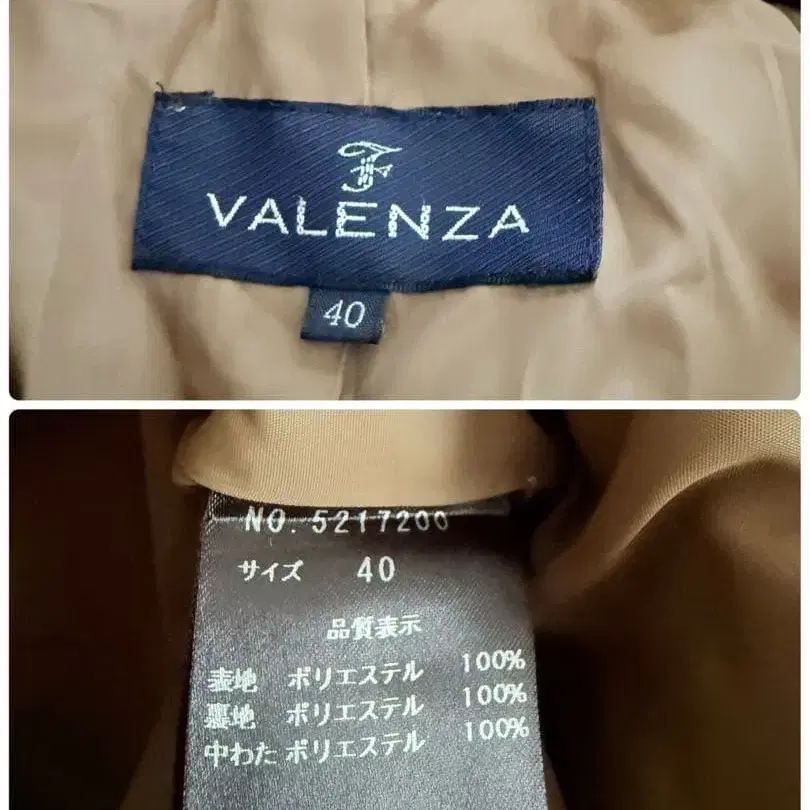 VALENZA
40
NO. 5217200
サイズ 40
品質表示
表地 ポリエステル 100%
裏地 ポリエステル 100%
中わた ポリエステル 100%